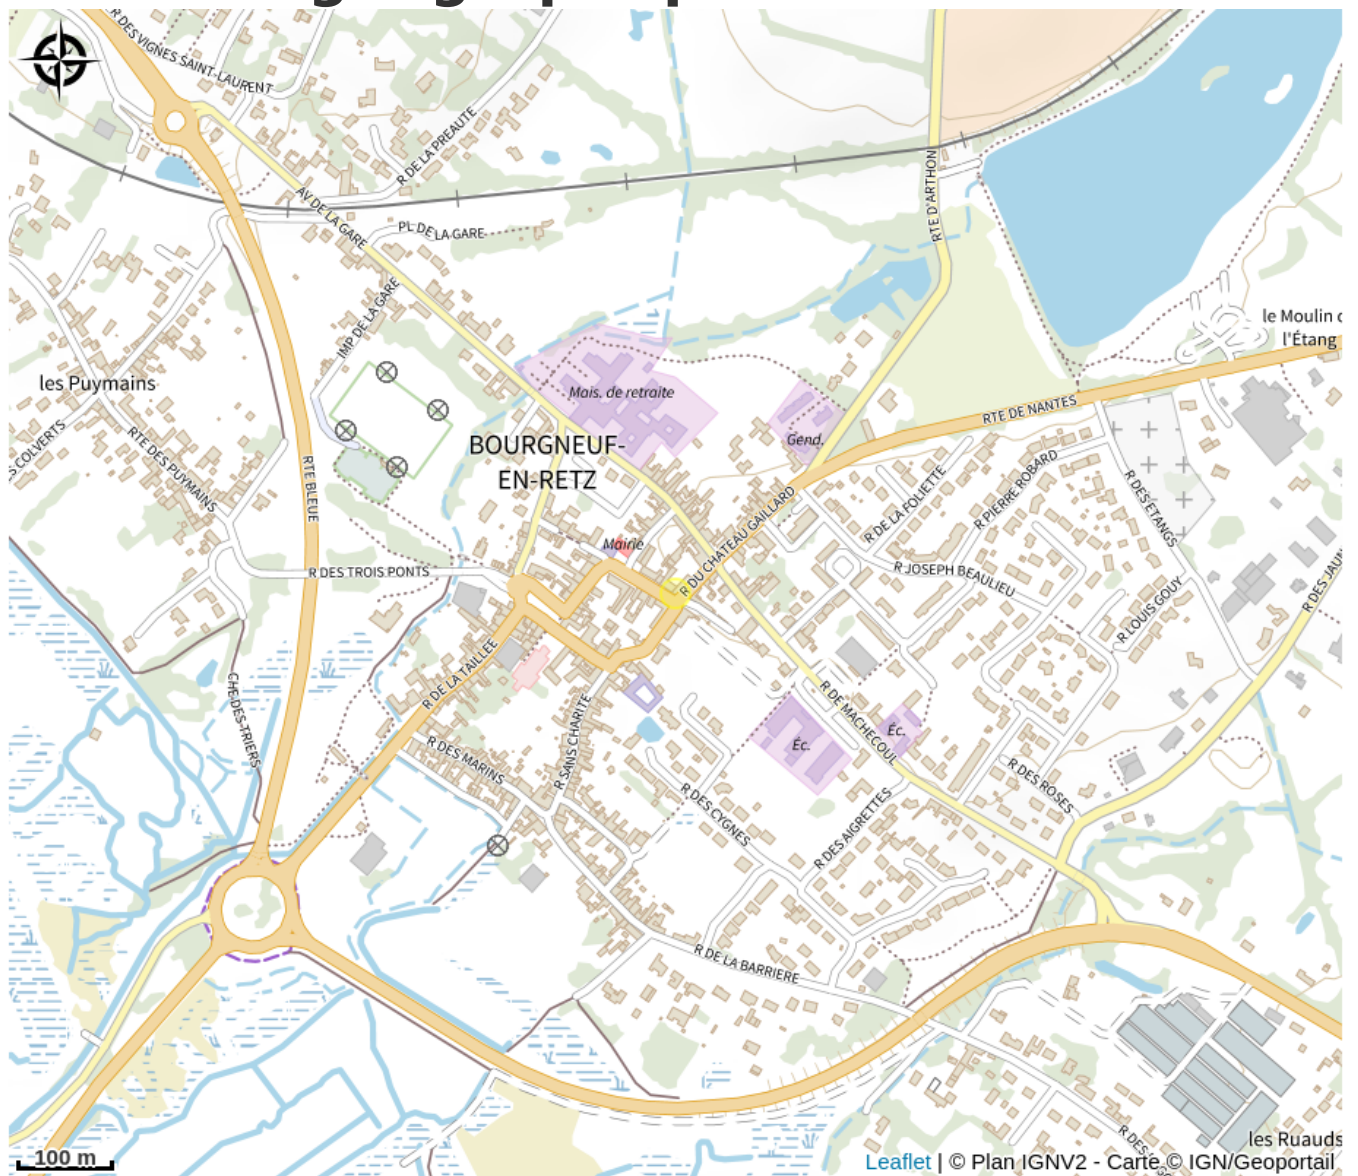 R DES VIGNES SAINT-LAURENT
R DE LA PREAUTE
AV DE LA GARE
PL DE LA GARE
RTE D'ARTHON
IMP DE LA GARE
le Moulin
l'Étang
les Puymains
Mais. de retraite
RTE DE NANTES
Gend.
BOURGNEUF-
EN-RETZ
COLVERTS
RTE DES PUYMAINS
RTE BLEUE
R DU CHATEAU GAILLARD
R DE LA FOLIETTE
R PIERRE ROBARD
R DES ETANGS
Mairie
R DES TROIS PONTS
R JOSEPH BEAULIEU
R LOUIS GOUY
R DES JAUN
R DE LA TAILLEE
CHE DES TRIERS
R SANS CHARITE
R DE MACHECOUL
Éc.
Éc.
R DES MARINS
R DES CYGNES
R DES AIGRETTES
R DES ROSES
R DE LA BARRIERE
les Ruauds
R DES
100 m
Leaflet | © Plan IGNV2 - Carte © IGN/Geoportail